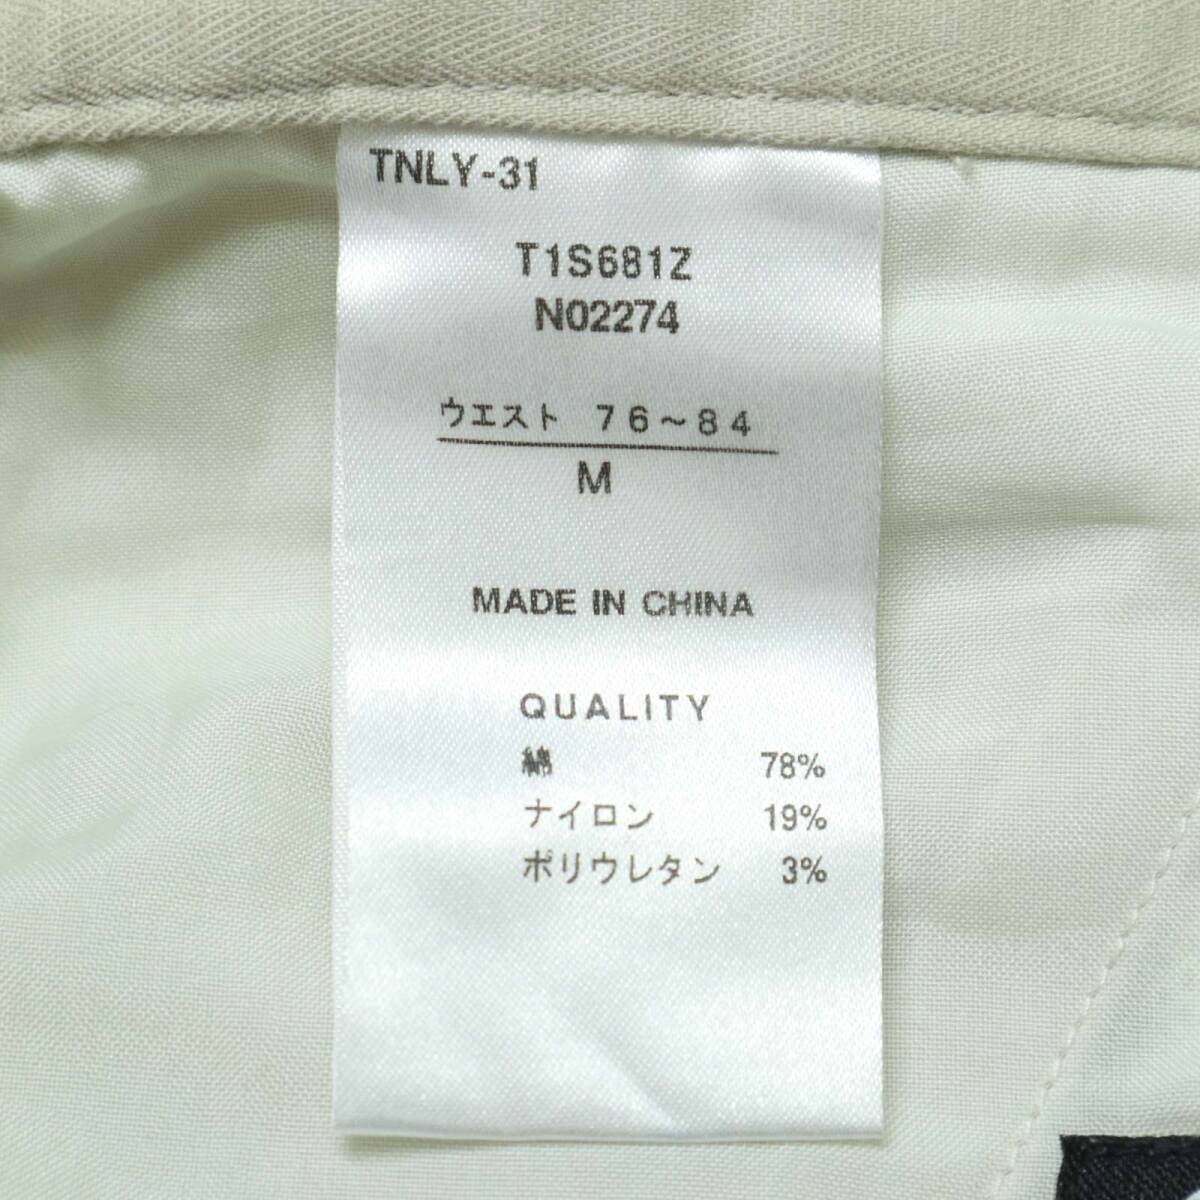 TNLY-31
T1S681Z
N02274
ウエスト 76～84
M
MADE IN CHINA
QUALITY
綿 78%
ナイロン 19%
ポリウレタン 3%